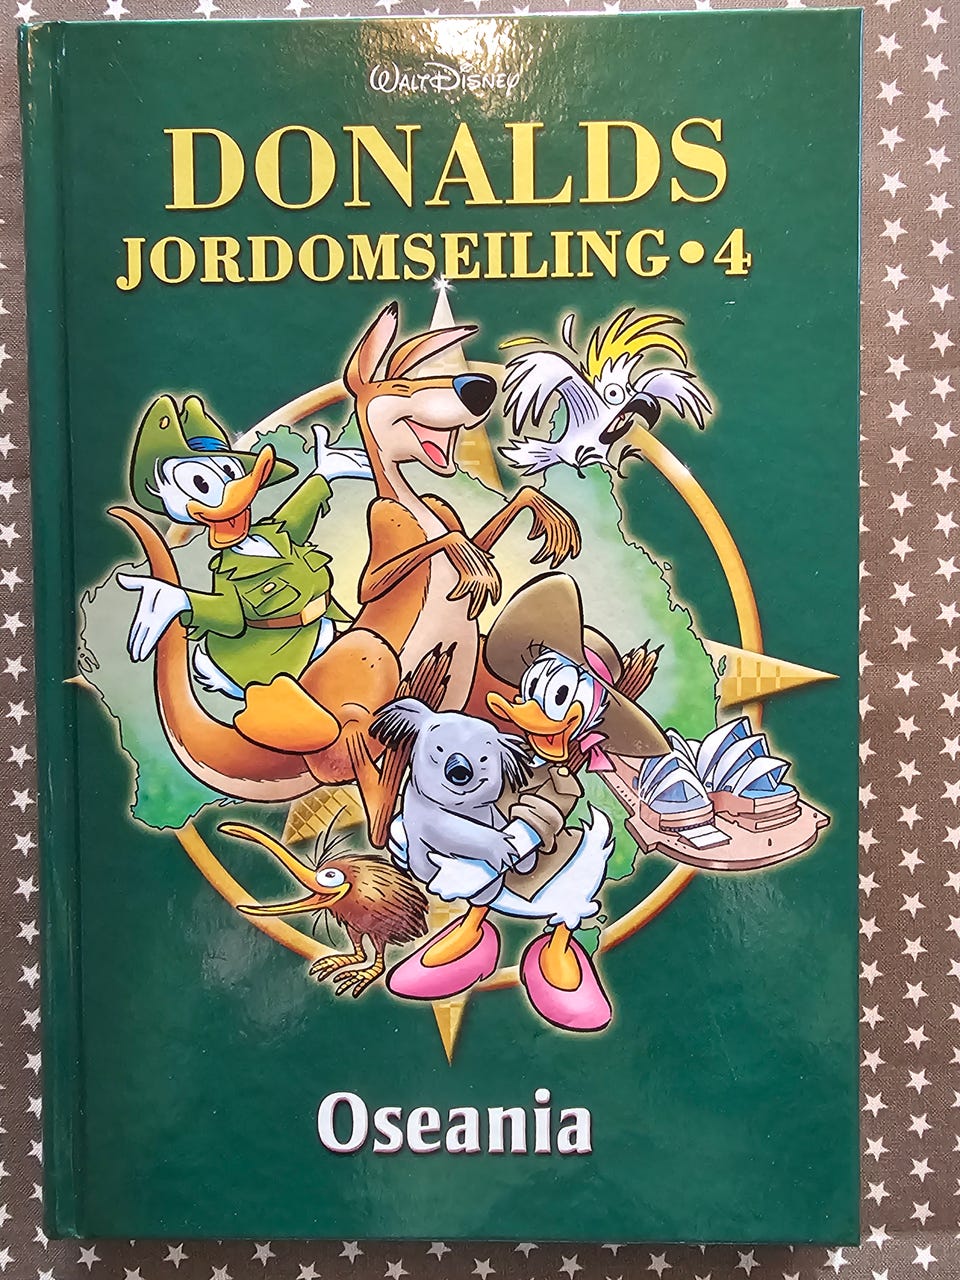 WALT DISNEY
DONALDS
JORDOMSEILING • 4
Oseania